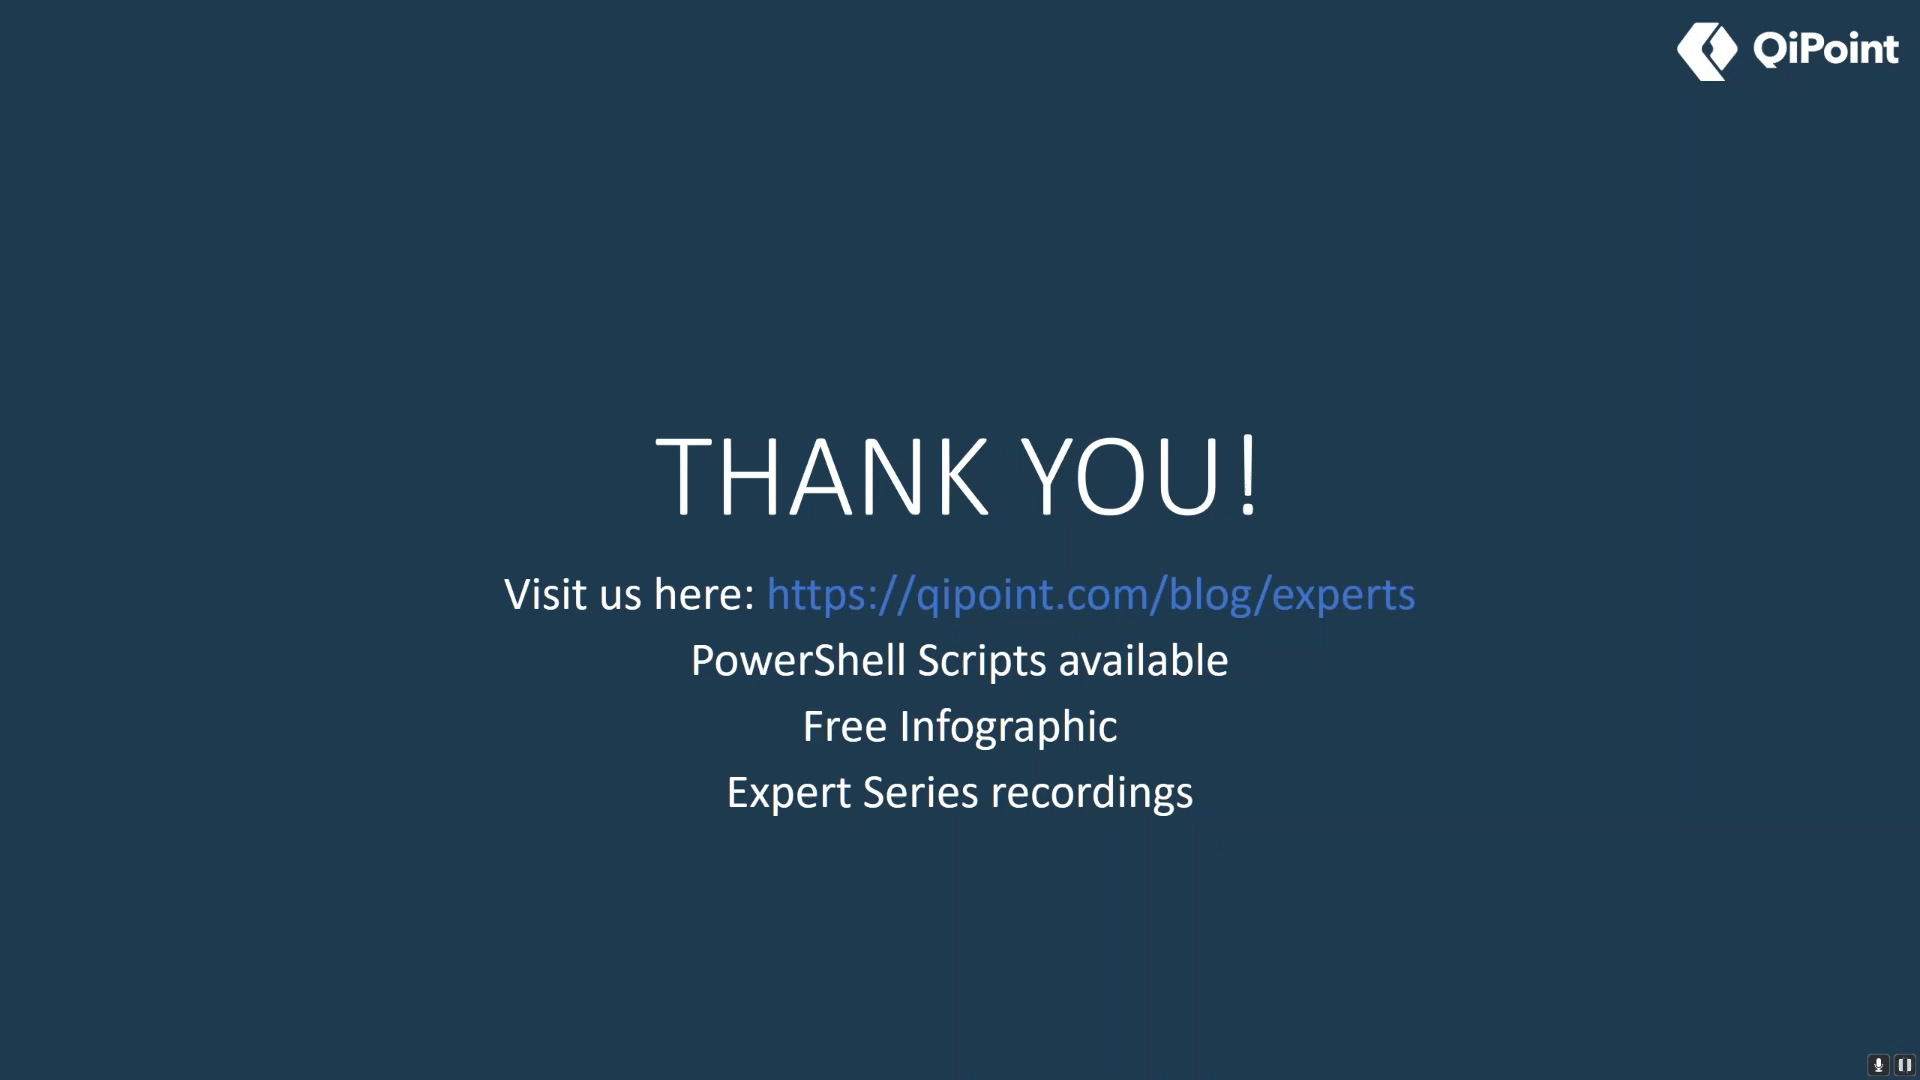 QiPoint
THANK YOU!
Visit us here: https://qipoint.com/blog/experts
PowerShell Scripts available
Free Infographic
Expert Series recordings